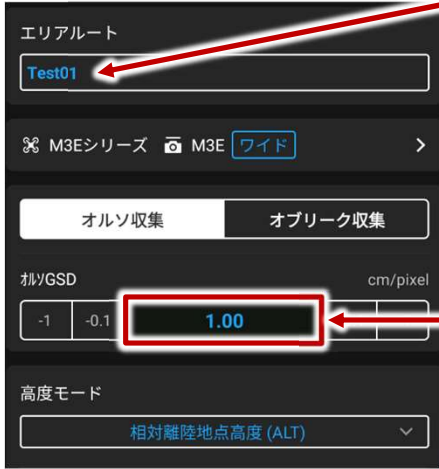 エリアルート
Test01
M3Eシリーズ M3E ワイド
オルソ収集 オブリーク収集
オルソGSD cm/pixel
-1 -0.1 1.00
高度モード
相対離陸地点高度 (ALT)